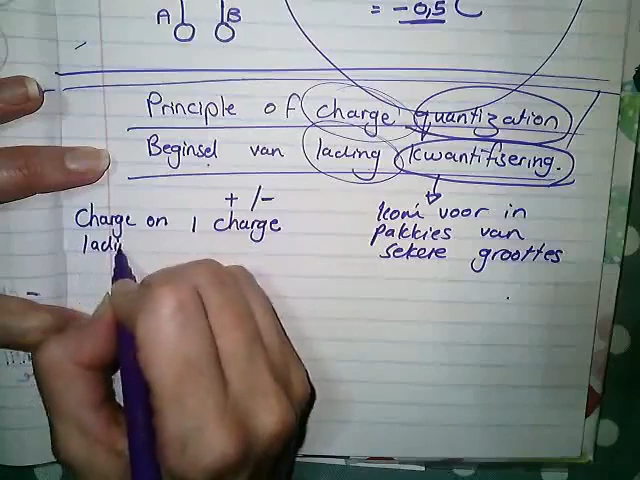 A B
= -0,5 C
Principle of charge quantization
Beginsel van lading kwantifisering.
+ / -
Charge on 1 charge
ladi
kom voor in
pakkies van
sekere groottes